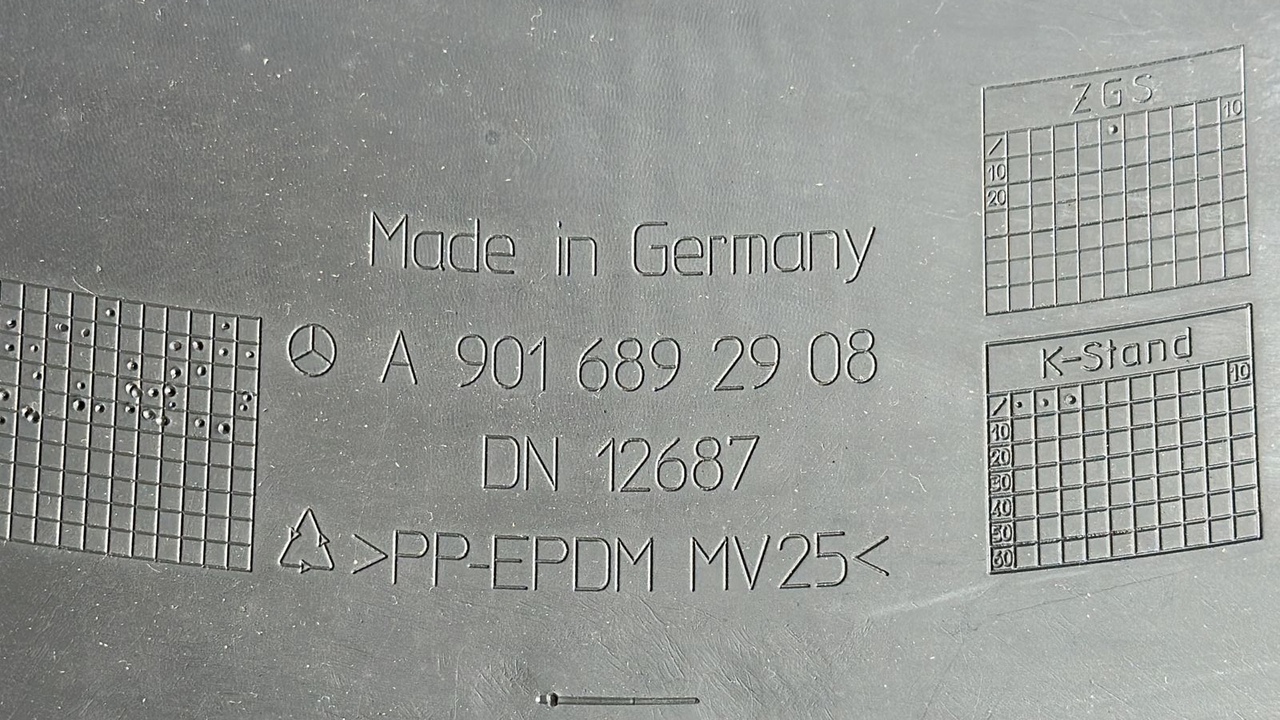 Made in Germany
A 901 689 29 08
DN 12687
>PP-EPDM MV25<
ZGS
10
/
10
20
K-Stand
10
/
10
20
30
40
50
60